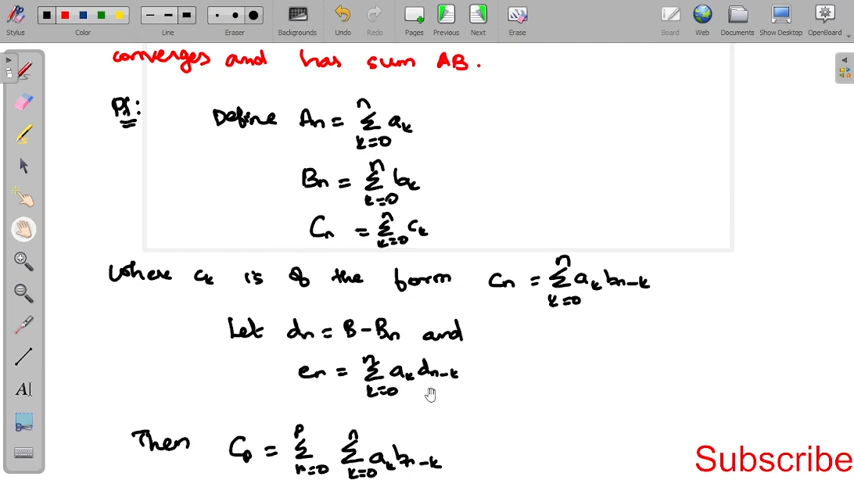 Stylus Color Line Eraser Backgrounds Undo Redo Pages Previous Next Erase Board Web Documents Show Desktop OpenBoard
converges and has sum AB.
Pf: Define An = Σ_{k=0}^{n} a_k
Bn = Σ_{k=0}^{n} b_k
Cn = Σ_{k=0}^{n} c_k
Where c_k is of the form Cn = Σ_{k=0}^{n} a_k b_{n-k}
Let dn = B - Bn and
en = Σ_{k=0}^{n} a_k d_{n-k}
Then C_p = Σ_{n=0}^{p} Σ_{k=0}^{n} a_k b_{n-k}
Subscribe